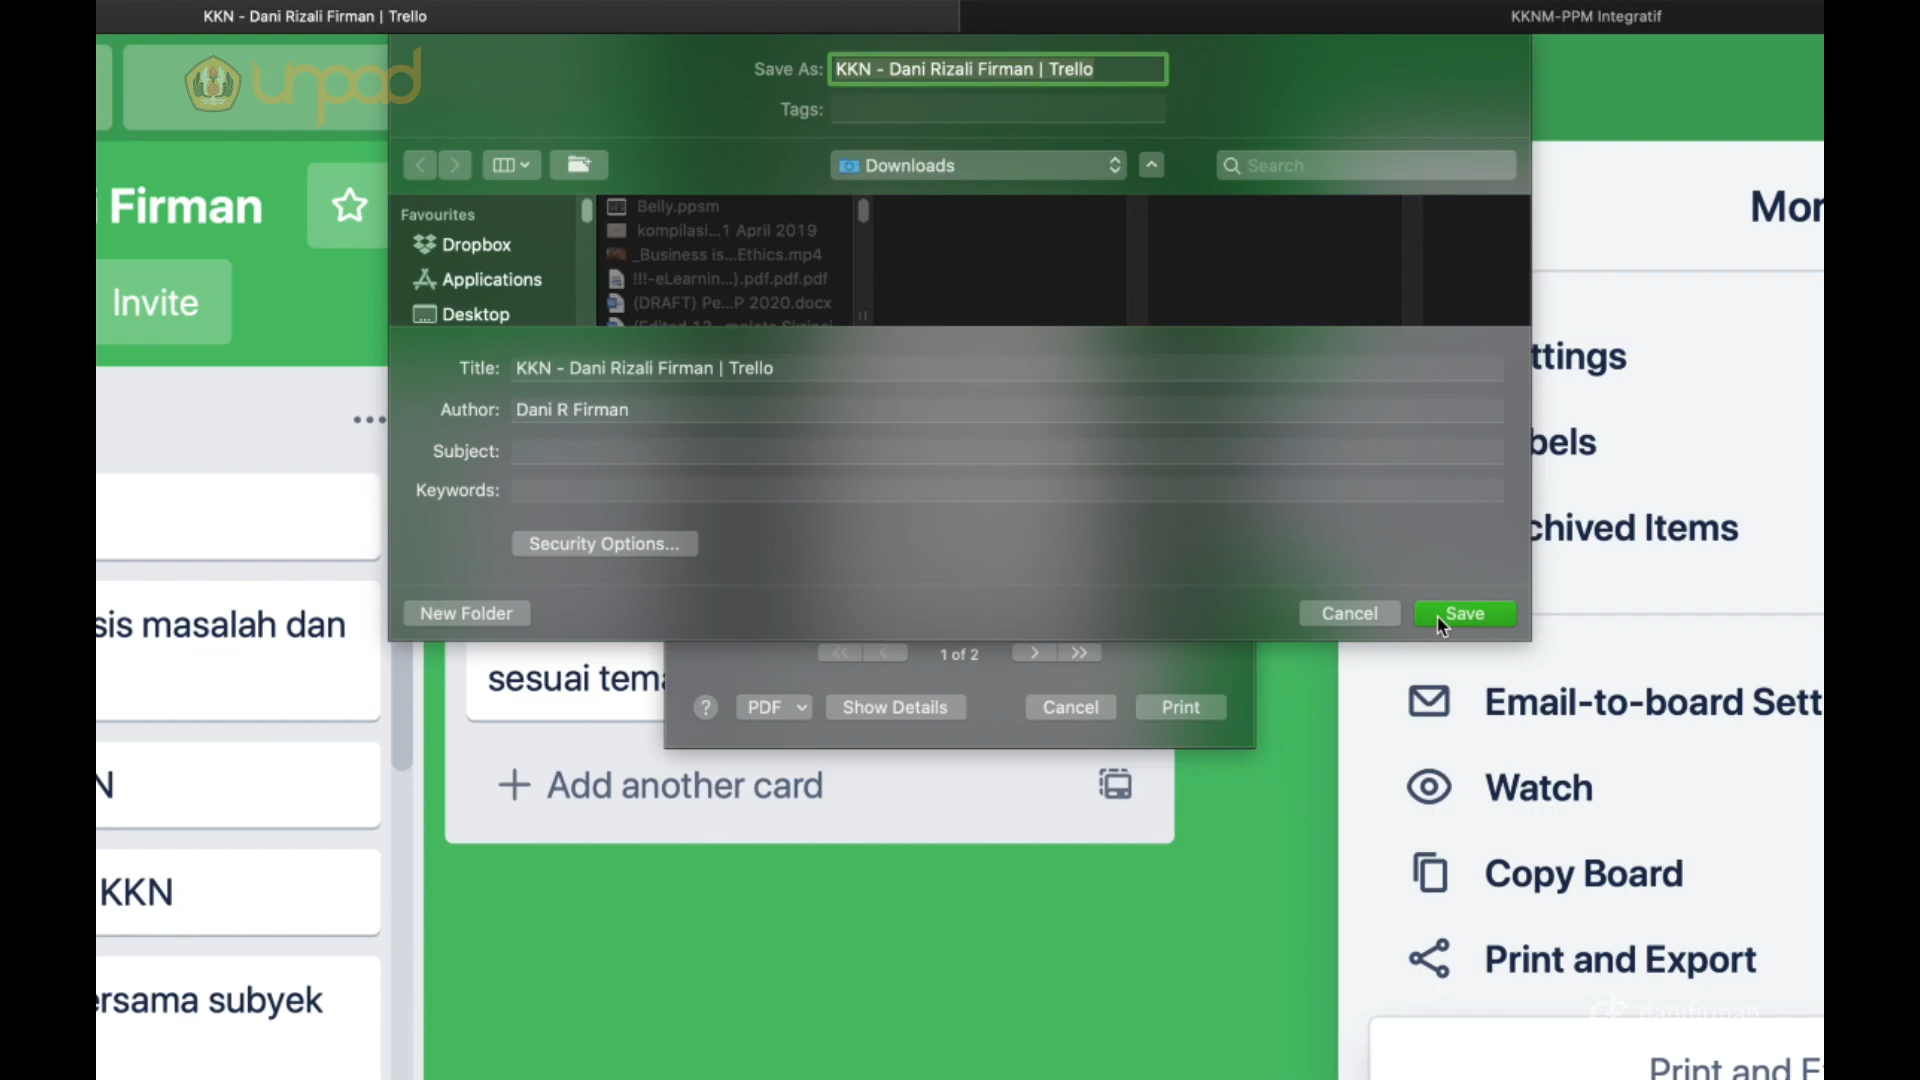 KKN - Dani Rizali Firman | Trello
KKNM-PPM Integratif
unpad
Save As: KKN - Dani Rizali Firman | Trello
Tags:
Downloads
Search
Firman
Mor
Favourites
Dropbox
Applications
Desktop
Belly.ppsm
kompilasi...1 April 2019
_Business is...Ethics.mp4
!!!-eLearnin...).pdf.pdf.pdf
(DRAFT) Pe...P 2020.docx
Invite
Title: KKN - Dani Rizali Firman | Trello
Author: Dani R Firman
Subject:
Keywords:
Security Options...
ttings
bels
chived Items
New Folder
Cancel
Save
sis masalah dan
1 of 2
sesuai tema
?
PDF
Show Details
Cancel
Print
Email-to-board Sett
N
Add another card
Watch
KKN
Copy Board
Print and Export
ersama subyek
danifirman
Print and E